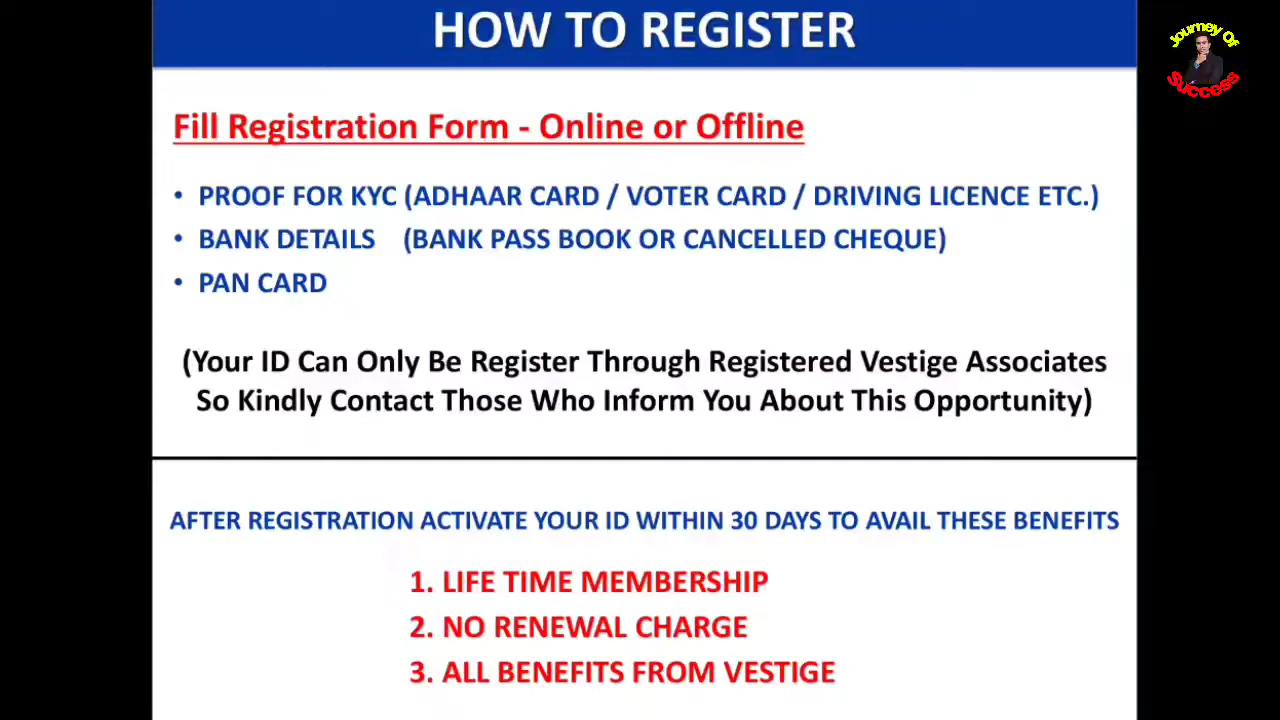 HOW TO REGISTER
Journey Of
Success
Fill Registration Form - Online or Offline
• PROOF FOR KYC (ADHAAR CARD / VOTER CARD / DRIVING LICENCE ETC.)
• BANK DETAILS (BANK PASS BOOK OR CANCELLED CHEQUE)
• PAN CARD
(Your ID Can Only Be Register Through Registered Vestige Associates
So Kindly Contact Those Who Inform You About This Opportunity)
AFTER REGISTRATION ACTIVATE YOUR ID WITHIN 30 DAYS TO AVAIL THESE BENEFITS
1. LIFE TIME MEMBERSHIP
2. NO RENEWAL CHARGE
3. ALL BENEFITS FROM VESTIGE